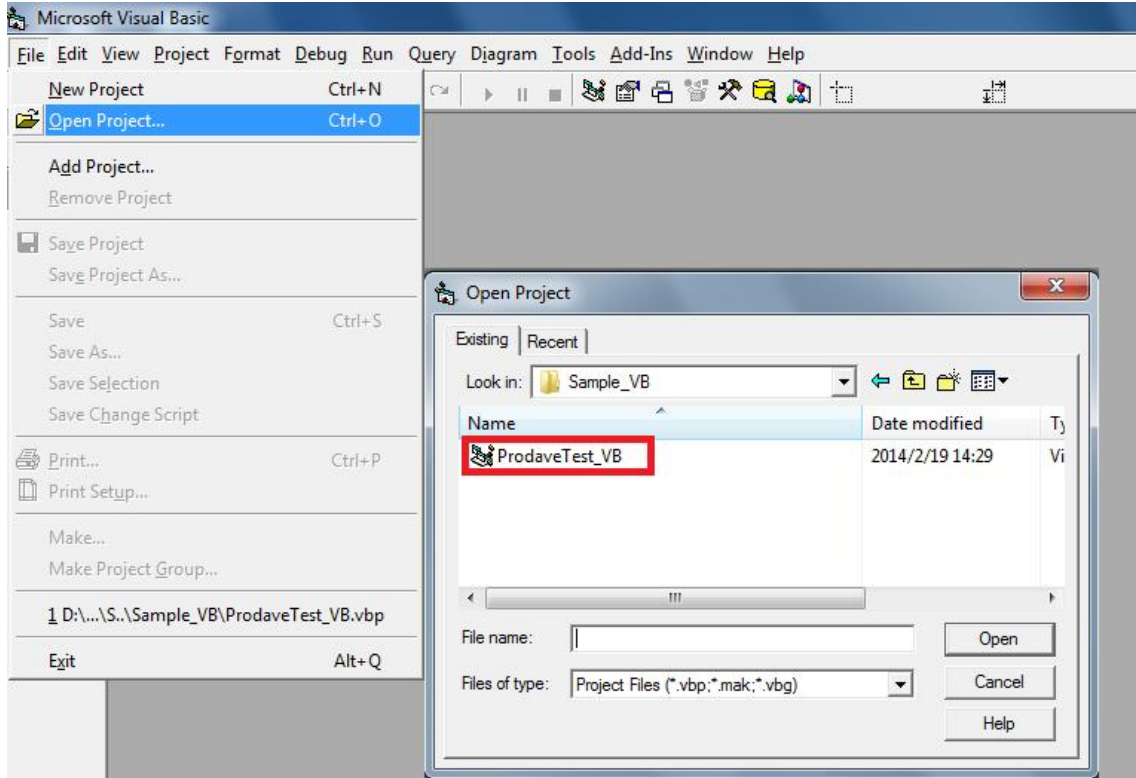 Microsoft Visual Basic
File Edit View Project Format Debug Run Query Diagram Tools Add-Ins Window Help
New Project Ctrl+N
Open Project... Ctrl+O
Add Project...
Remove Project
Save Project
Save Project As...
Save Ctrl+S
Save As...
Save Selection
Save Change Script
Print... Ctrl+P
Print Setup...
Make...
Make Project Group...
1 D:\...\S..\Sample_VB\ProdaveTest_VB.vbp
Exit Alt+Q
Open Project
Existing Recent
Look in: Sample_VB
Name Date modified Ty
ProdaveTest_VB 2014/2/19 14:29 Vi
File name: Open
Files of type: Project Files (*.vbp;*.mak;*.vbg) Cancel
Help